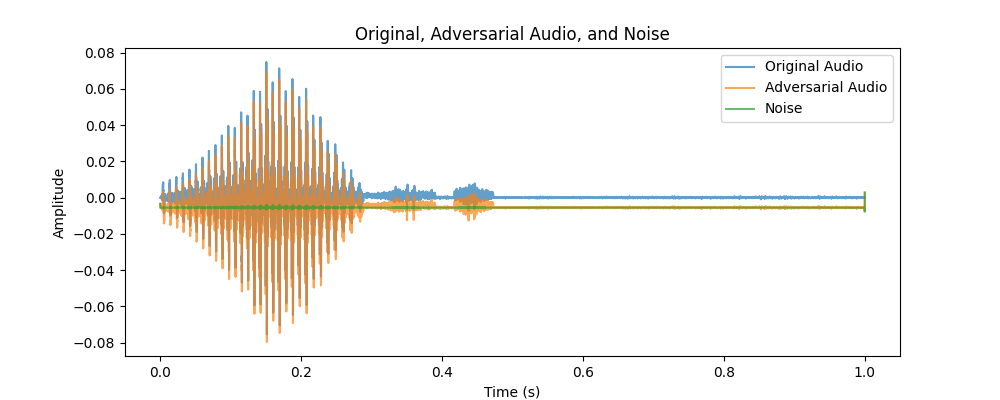 Original, Adversarial Audio, and Noise
Original Audio
Adversarial Audio
Noise
Amplitude
0.08
0.06
0.04
0.02
0.00
−0.02
−0.04
−0.06
−0.08
0.0 0.2 0.4 0.6 0.8 1.0
Time (s)